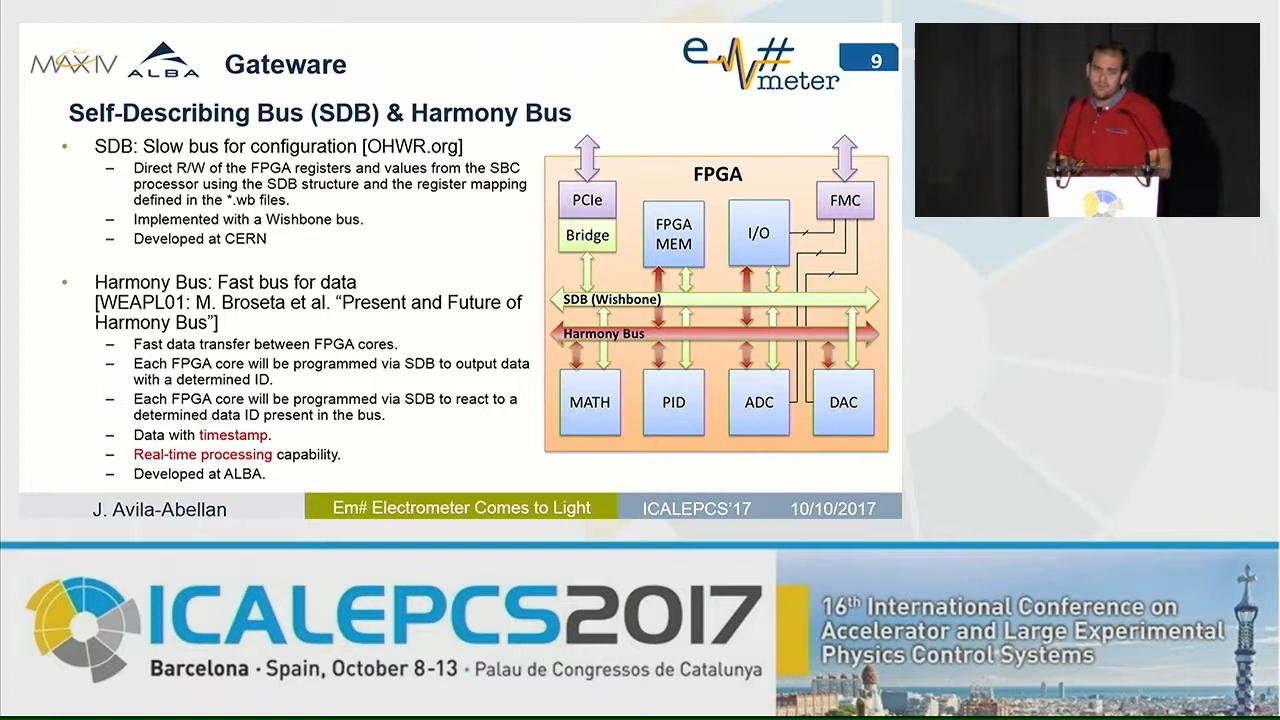 MAXIV
ALBA
Gateware
e # meter
9
Self-Describing Bus (SDB) & Harmony Bus
• SDB: Slow bus for configuration [OHWR.org]
– Direct R/W of the FPGA registers and values from the SBC
processor using the SDB structure and the register mapping
defined in the *.wb files.
– Implemented with a Wishbone bus.
– Developed at CERN
• Harmony Bus: Fast bus for data
[WEAPL01: M. Broseta et al. “Present and Future of
Harmony Bus”]
– Fast data transfer between FPGA cores.
– Each FPGA core will be programmed via SDB to output data
with a determined ID.
– Each FPGA core will be programmed via SDB to react to a
determined data ID present in the bus.
– Data with timestamp.
– Real-time processing capability.
– Developed at ALBA.
FPGA
PCIe
Bridge
FPGA
MEM
I/O
FMC
SDB (Wishbone)
Harmony Bus
MATH
PID
ADC
DAC
J. Avila-Abellan
Em# Electrometer Comes to Light
ICALEPCS’17
10/10/2017
ICALEPCS2017
Barcelona · Spain, October 8-13 · Palau de Congressos de Catalunya
16th International Conference on
Accelerator and Large Experimental
Physics Control Systems